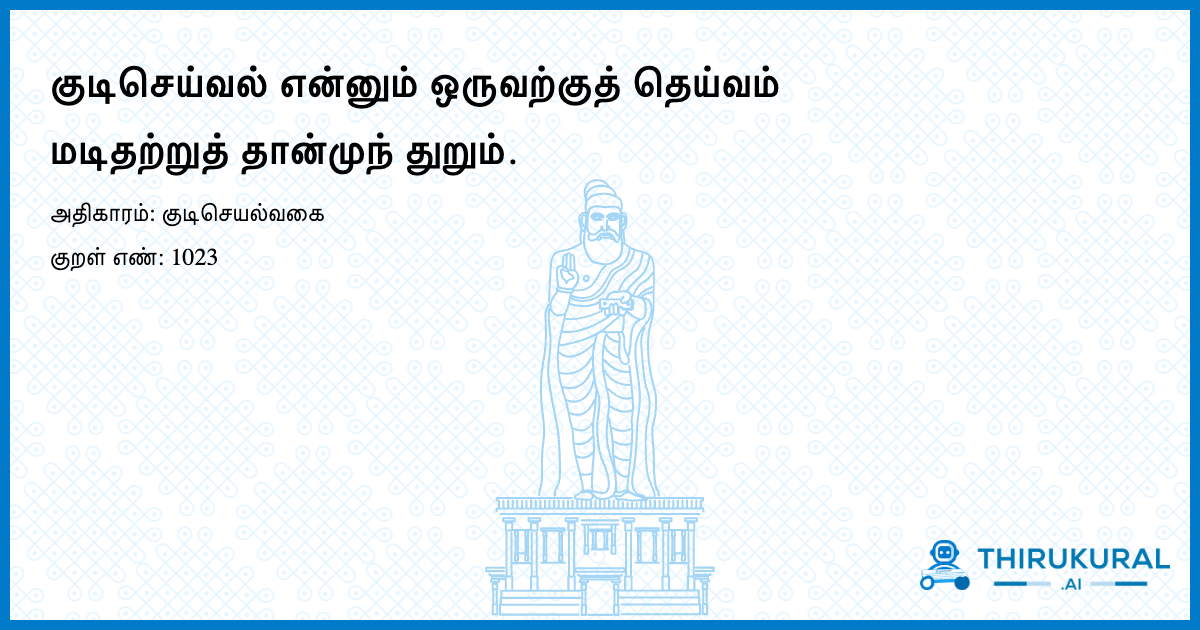 குடிசெய்வல் என்னும் ஒருவற்குத் தெய்வம்
மடிதற்றுத் தான்முந் துறும்.
அதிகாரம்: குடிசெயல்வகை
குறள் எண்: 1023
THIRUKURAL
.AI